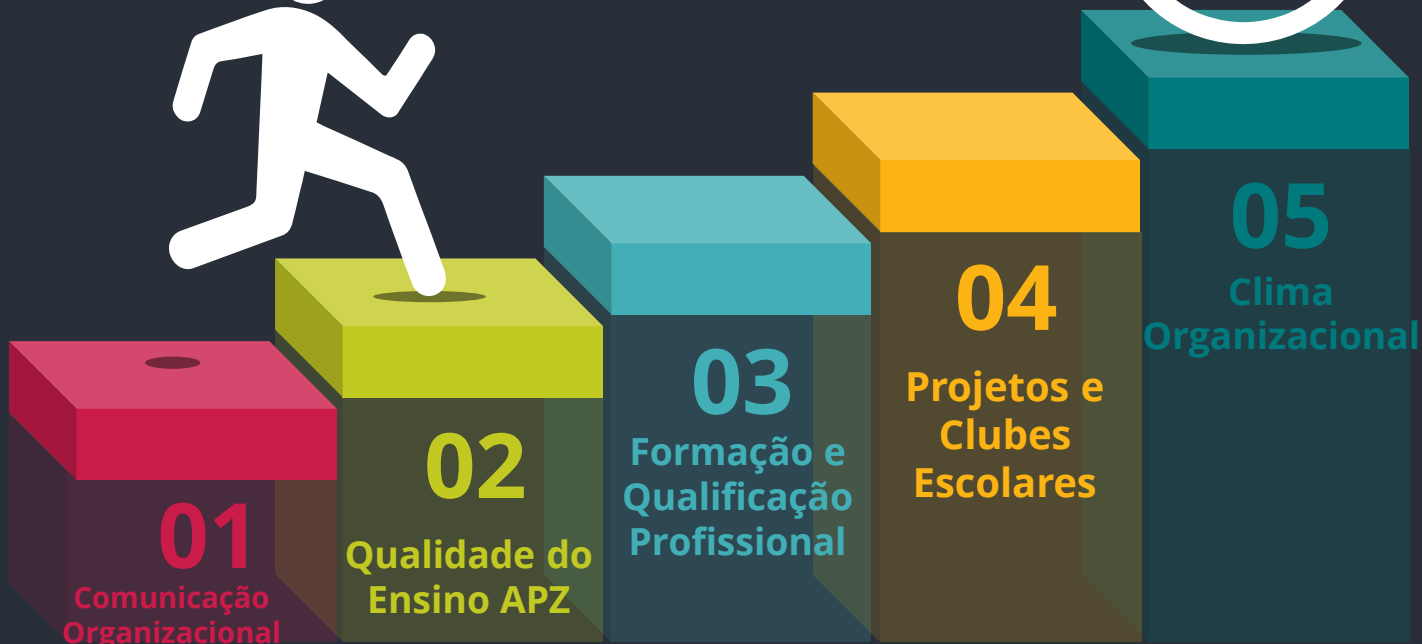 01
Comunicação
Organizacional
02
Qualidade do
Ensino APZ
03
Formação e
Qualificação
Profissional
04
Projetos e
Clubes
Escolares
05
Clima
Organizacional